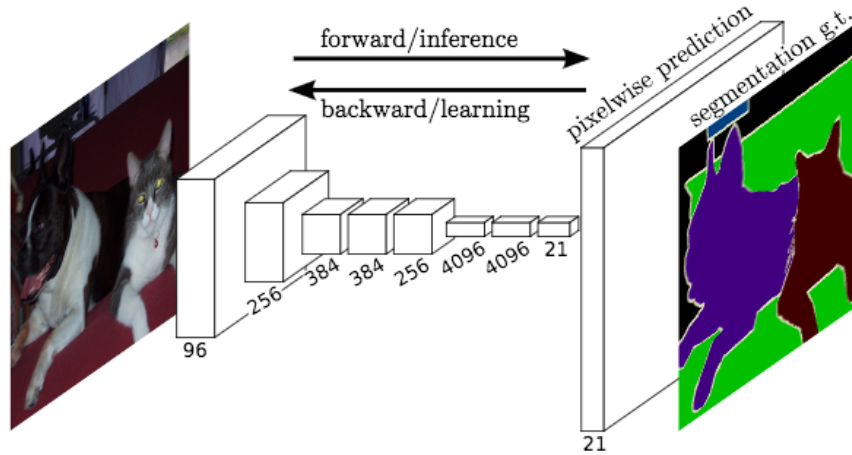 forward/inference
backward/learning
pixelwise prediction
segmentation g.t.
96
256
384
384
256
4096
4096
21
21